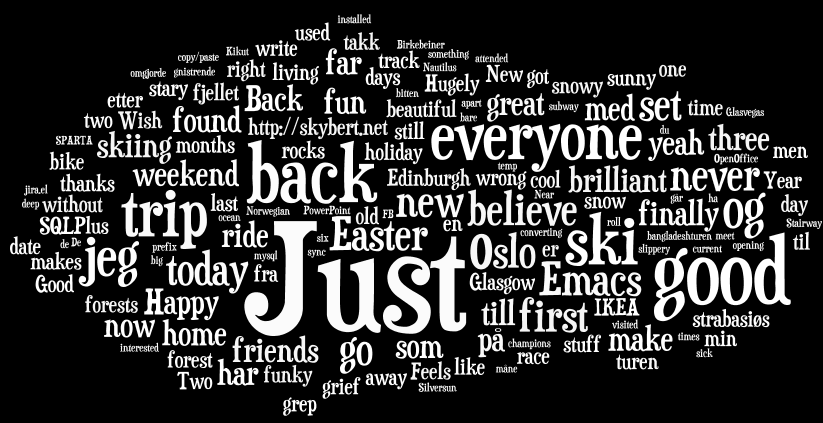 installed
used takk Birkebeiner
copy/paste Kikut write far track something attended
omgjorde gnistrende right living days Nautilus New got snowy sunny one
stary fjellet Back fun bitten Hugely
etter beautiful apart great subway med set time Glasvegas
two Wish found http://skybert.net still bare everyone yeah du three
SPARTA skiing months rocks holiday temp OpenOffice men
bike weekend back Edinburgh wrong cool brilliant never Year
jira.el thanks Near
deep without trip last Norwegian PowerPoint old FB new believe snow går ha og day
SQLPlus ocean ride six Easter en converting roll finally Stairway
date de De prefix mysql sync Oslo er ski bangladeshturen meet til
makes jeg big today fra Just Glasgow Emacs slippery current opening good
Good
forests Happy till first IKEA strabasiøs
now home visited
interested friends go som på champions stuff make times min
forest race sick
Two har funky grief away Feels like måne turen
Silversun
grep